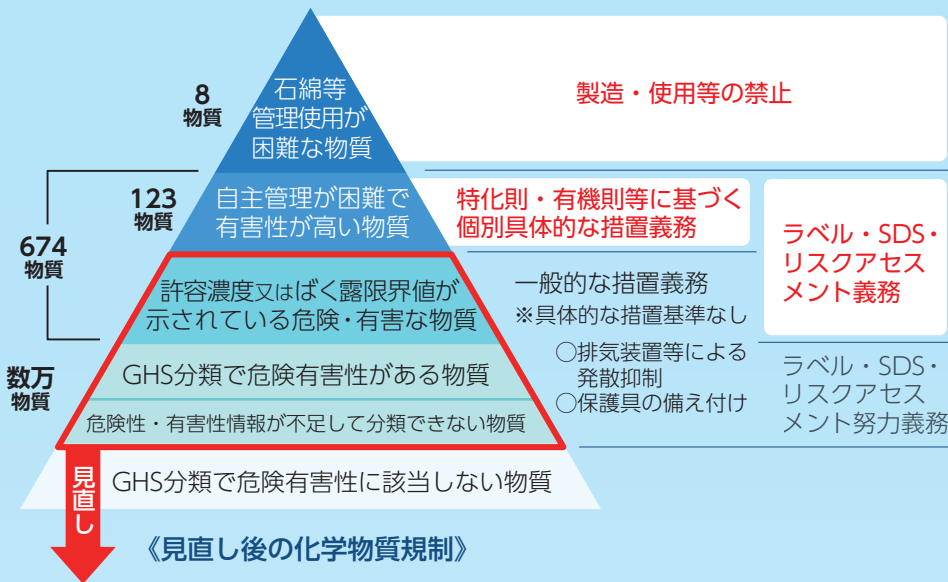 8
物質
石綿等
管理使用が
困難な物質
製造・使用等の禁止
674
物質
123
物質
自主管理が困難で
有害性が高い物質
特化則・有機則等に基づく
個別具体的な措置義務
ラベル・SDS・
リスクアセス
メント義務
許容濃度又はばく露限界値が
示されている危険・有害な物質
一般的な措置義務
※具体的な措置基準なし
○排気装置等による
発散抑制
○保護具の備え付け
数万
物質
GHS分類で危険有害性がある物質
危険性・有害性情報が不足して分類できない物質
ラベル・SDS・
リスクアセス
メント努力義務
GHS分類で危険有害性に該当しない物質
見直し
《見直し後の化学物質規制》